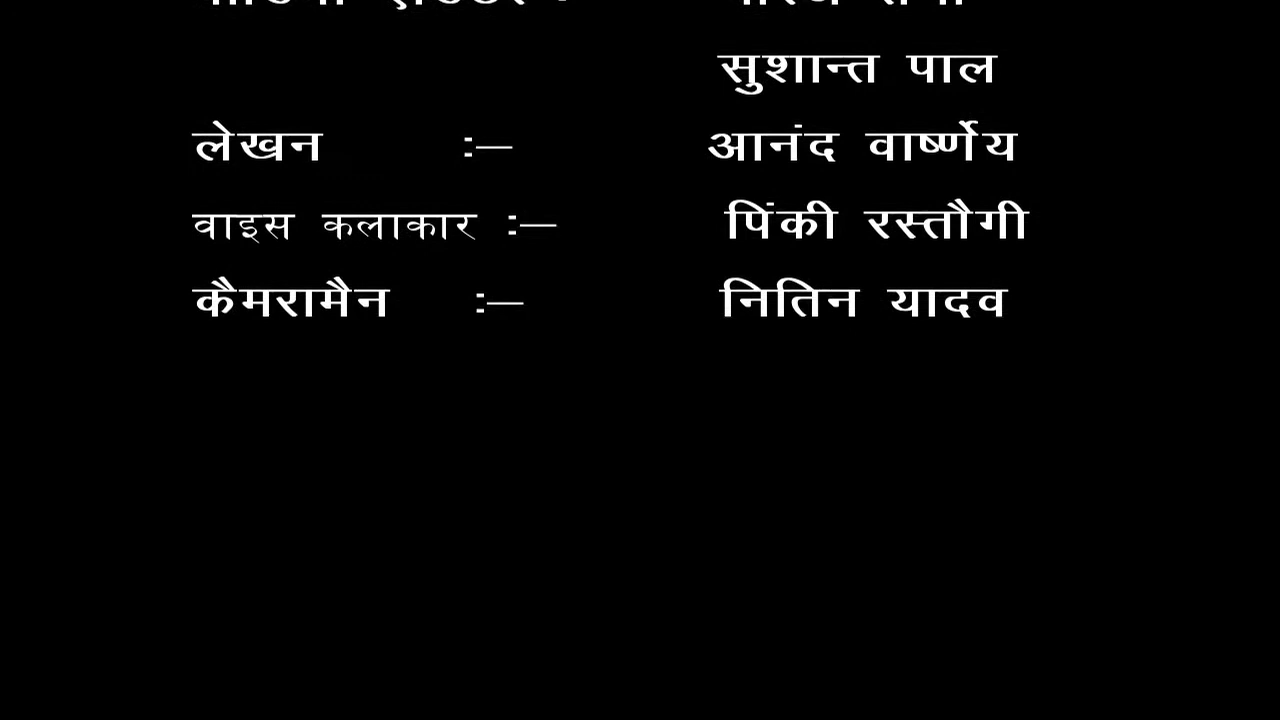 सुशान्त पाल
लेखन :— आनंद वार्ष्णेय
वाइस कलाकार :— पिंकी रस्तौगी
कैमरामैन :— नितिन यादव